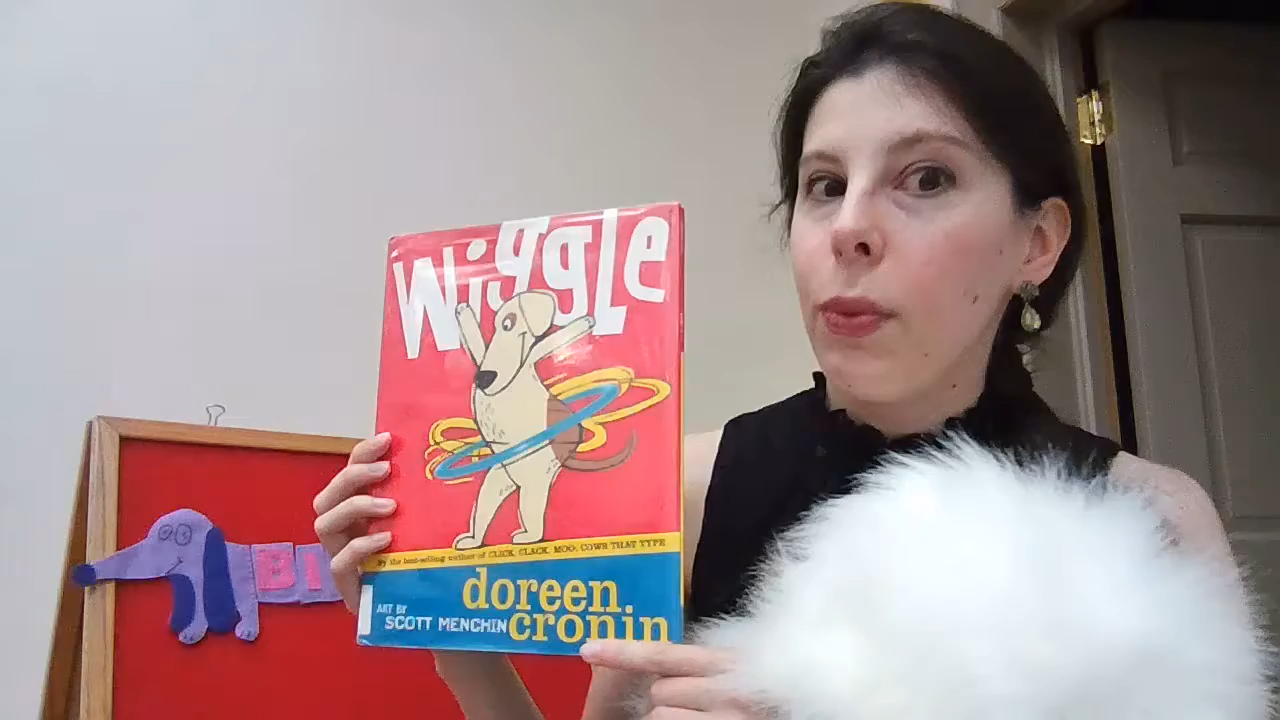 Wiggle
By the best-selling author of CLICK, CLACK, MOO: COWS THAT TYPE
doreen
cronin
ART BY
SCOTT MENCHIN
BI